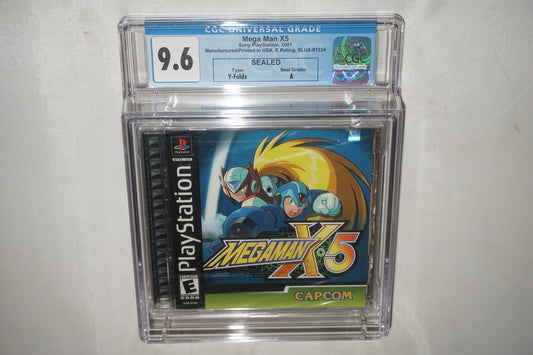 CGC UNIVERSAL GRADE
9.6
Mega Man X5
Sony PlayStation, 2001
Manufactured/Printed in USA, E Rating, SLUS-01334
SEALED
Type: Seal Grade:
Y-Folds A
CGC
PlayStation
MEGAMAN X5
E
CAPCOM